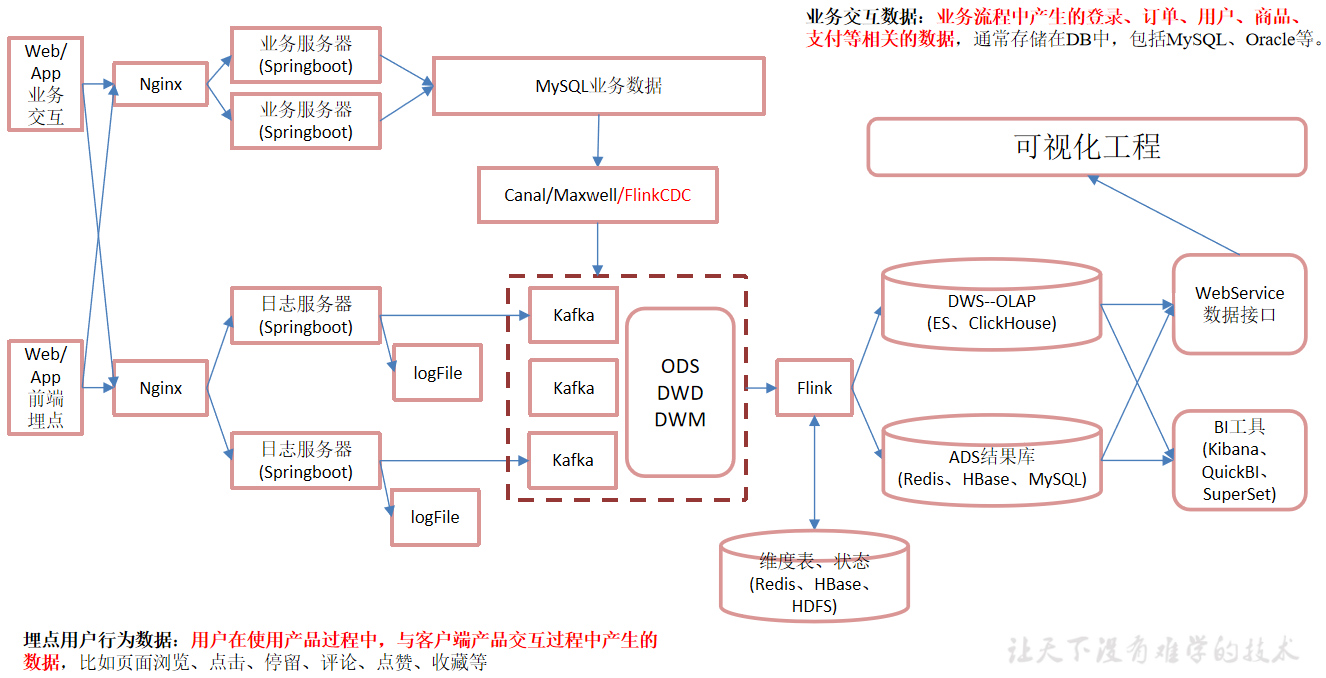 业务交互数据：业务流程中产生的登录、订单、用户、商品、
支付等相关的数据，通常存储在DB中，包括MySQL、Oracle等。
Web/
App
业务
交互
Nginx
业务服务器
(Springboot)
业务服务器
(Springboot)
MySQL业务数据
Canal/Maxwell/FlinkCDC
可视化工程
Web/
App
前端
埋点
Nginx
日志服务器
(Springboot)
logFile
日志服务器
(Springboot)
logFile
Kafka
Kafka
Kafka
ODS
DWD
DWM
Flink
DWS--OLAP
(ES、ClickHouse)
ADS结果库
(Redis、HBase、MySQL)
维度表、状态
(Redis、HBase、
HDFS)
WebService
数据接口
BI工具
(Kibana、
QuickBI、
SuperSet)
埋点用户行为数据：用户在使用产品过程中，与客户端产品交互过程中产生的
数据，比如页面浏览、点击、停留、评论、点赞、收藏等
让天下没有难学的技术